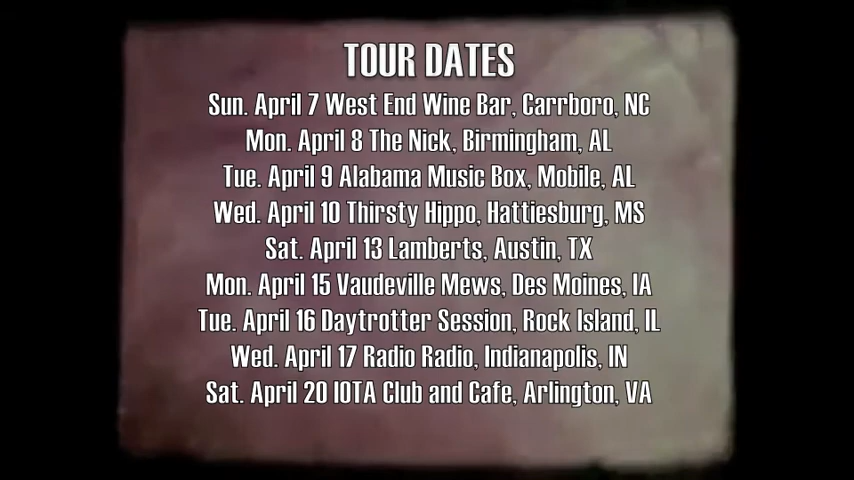 TOUR DATES
Sun. April 7 West End Wine Bar, Carrboro, NC
Mon. April 8 The Nick, Birmingham, AL
Tue. April 9 Alabama Music Box, Mobile, AL
Wed. April 10 Thirsty Hippo, Hattiesburg, MS
Sat. April 13 Lamberts, Austin, TX
Mon. April 15 Vaudeville Mews, Des Moines, IA
Tue. April 16 Daytrotter Session, Rock Island, IL
Wed. April 17 Radio Radio, Indianapolis, IN
Sat. April 20 IOTA Club and Cafe, Arlington, VA